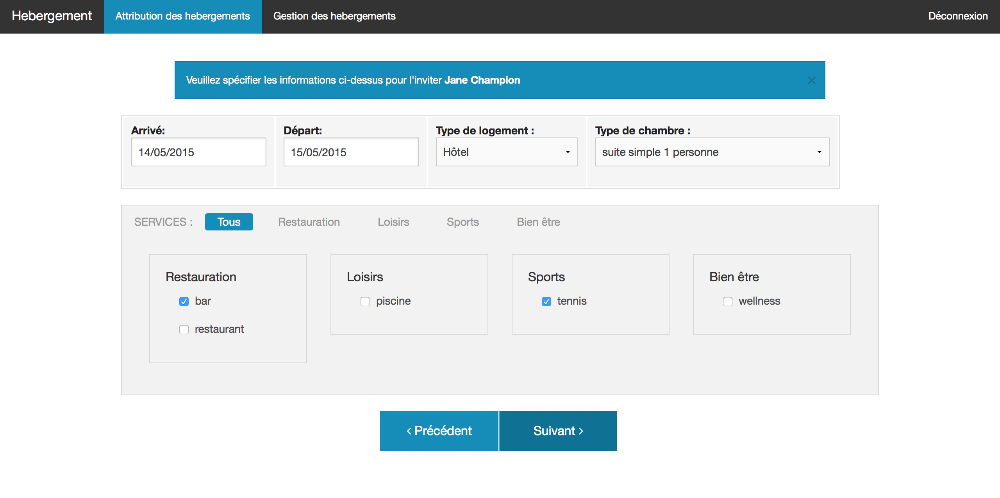 Hebergement Attribution des hebergements Gestion des hebergements Déconnexion
Veuillez spécifier les informations ci-dessus pour l'inviter Jane Champion
Arrivé: Départ: Type de logement : Type de chambre :
14/05/2015 15/05/2015 Hôtel suite simple 1 personne
SERVICES : Tous Restauration Loisirs Sports Bien être
Restauration Loisirs Sports Bien être
bar piscine tennis wellness
restaurant
‹ Précédent Suivant ›